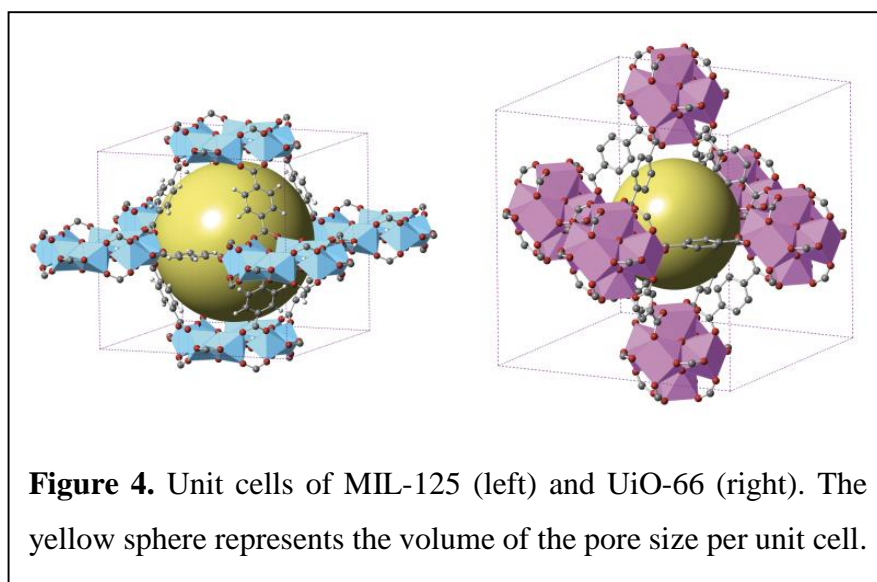 Figure 4. Unit cells of MIL-125 (left) and UiO-66 (right). The
yellow sphere represents the volume of the pore size per unit cell.